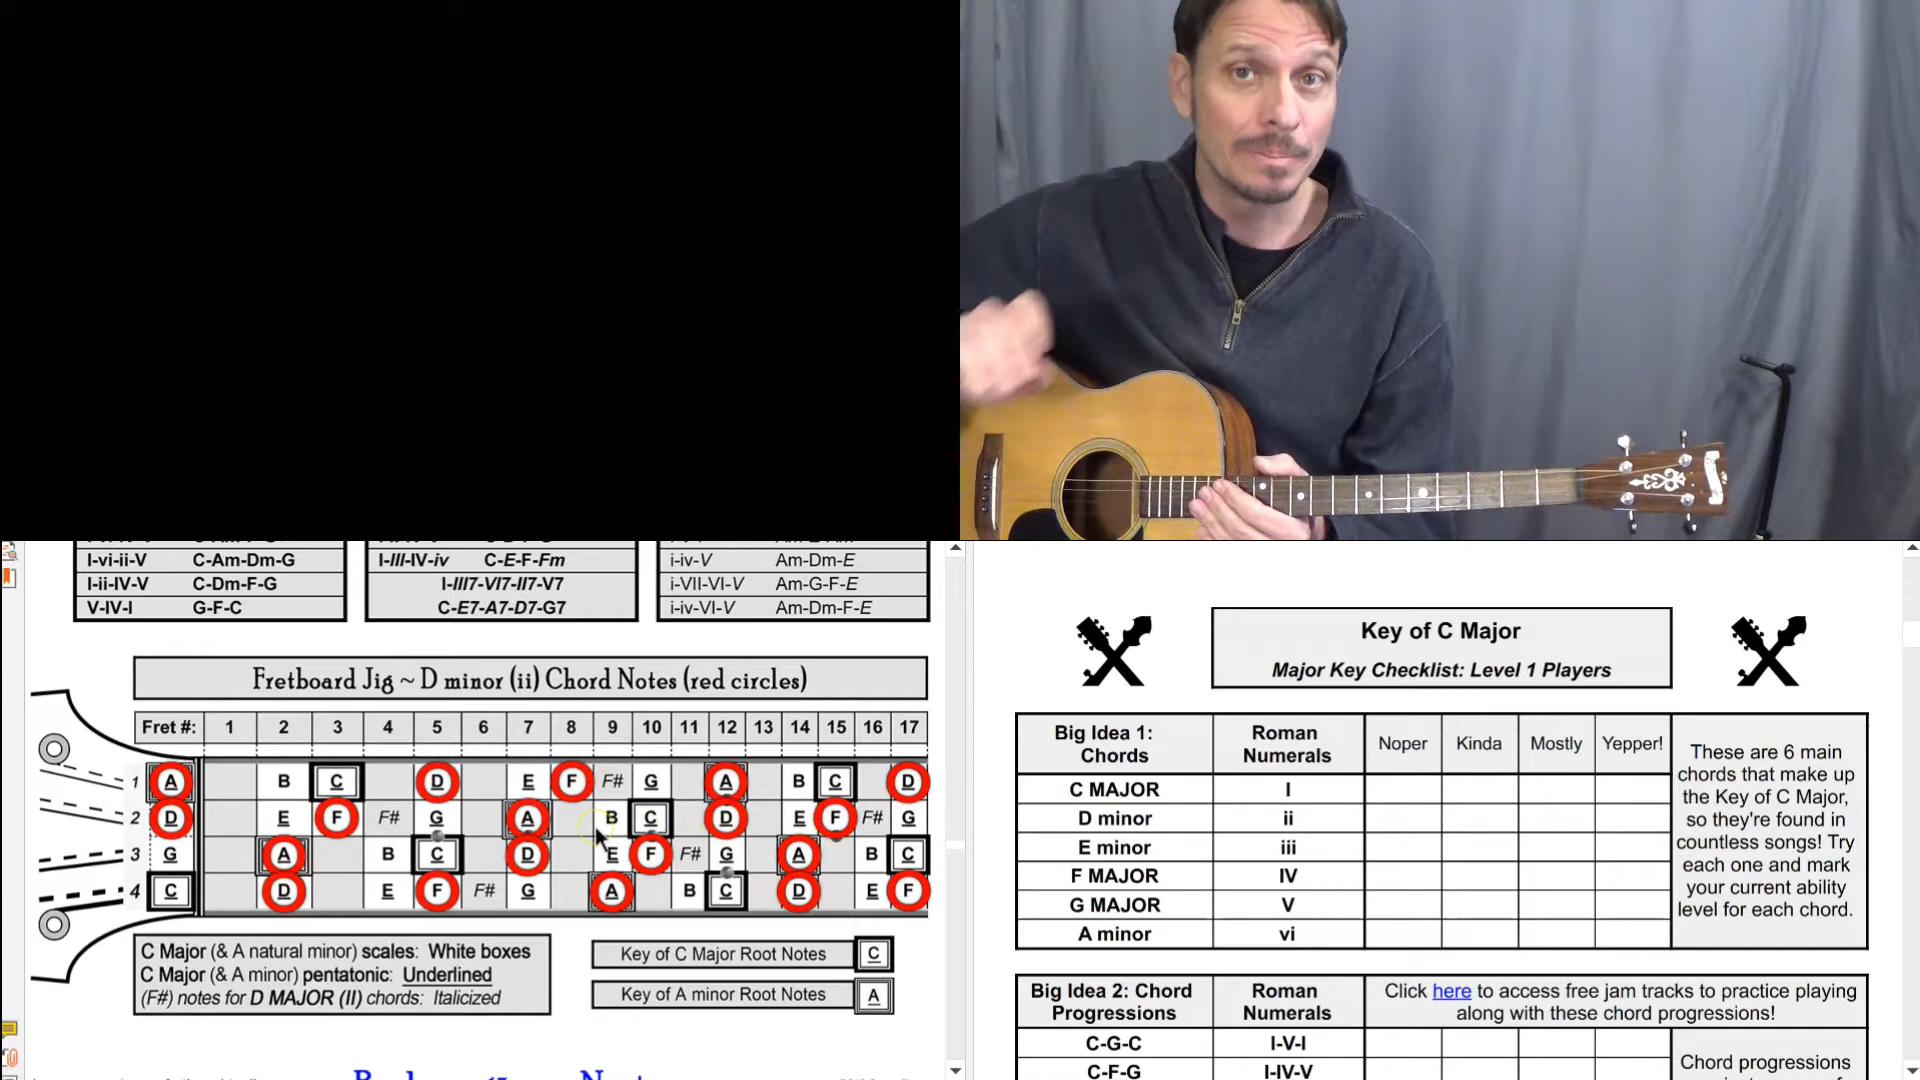 I-vi-ii-V C-Am-Dm-G
I-ii-IV-V C-Dm-F-G
V-IV-I G-F-C
I-III-IV-iv C-E-F-Fm
I-III7-VI7-II7-V7
C-E7-A7-D7-G7
i-iv-V Am-Dm-E
i-VII-VI-V Am-G-F-E
i-iv-VI-V Am-Dm-F-E
Fretboard Jig ~ D minor (ii) Chord Notes (red circles)
Fret #: 1 2 3 4 5 6 7 8 9 10 11 12 13 14 15 16 17
1 A B C D E F F# G A B C D
2 D E F F# G A B C D E F F# G
3 G A B C D E F F# G A B C
4 C D E F F# G A B C D E F
C Major (& A natural minor) scales: White boxes
C Major (& A minor) pentatonic: Underlined
(F#) notes for D MAJOR (II) chords: Italicized
Key of C Major Root Notes C
Key of A minor Root Notes A
Key of C Major
Major Key Checklist: Level 1 Players
Big Idea 1:
Chords
Roman
Numerals
Noper Kinda Mostly Yepper!
C MAJOR I
D minor ii
E minor iii
F MAJOR IV
G MAJOR V
A minor vi
These are 6 main
chords that make up
the Key of C Major,
so they're found in
countless songs! Try
each one and mark
your current ability
level for each chord.
Big Idea 2: Chord
Progressions
Roman
Numerals
Click here to access free jam tracks to practice playing
along with these chord progressions!
C-G-C I-V-I
C-F-G I-IV-V
Chord progressions